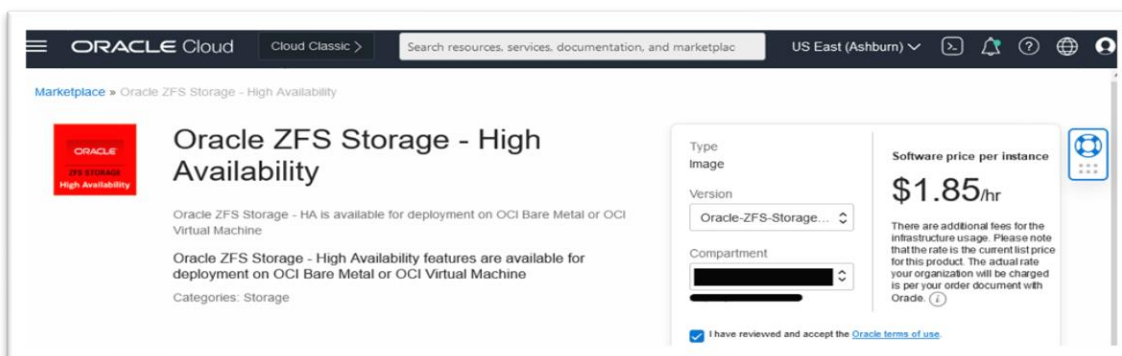 ORACLE Cloud
Cloud Classic >
Search resources, services, documentation, and marketplac
US East (Ashburn)
Marketplace » Oracle ZFS Storage - High Availability
ORACLE
ZFS STORAGE
High Availability
Oracle ZFS Storage - High
Availability
Oracle ZFS Storage - HA is available for deployment on OCI Bare Metal or OCI
Virtual Machine
Oracle ZFS Storage - High Availability features are available for
deployment on OCI Bare Metal or OCI Virtual Machine
Categories: Storage
Type
Image
Version
Oracle-ZFS-Storage...
Compartment
I have reviewed and accept the Oracle terms of use.
Software price per instance
$1.85/hr
There are additional fees for the
infrastructure usage. Please note
that the rate is the current list price
for this product. The actual rate
your organization will be charged
is per your order document with
Oracle.